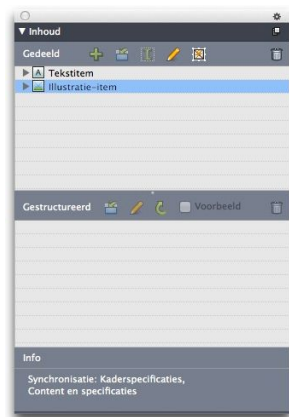 Inhoud
Gedeeld
A Tekstitem
Illustratie-item
Gestructureerd Voorbeeld
Info
Synchronisatie: Kaderspecificaties,
Content en specificaties